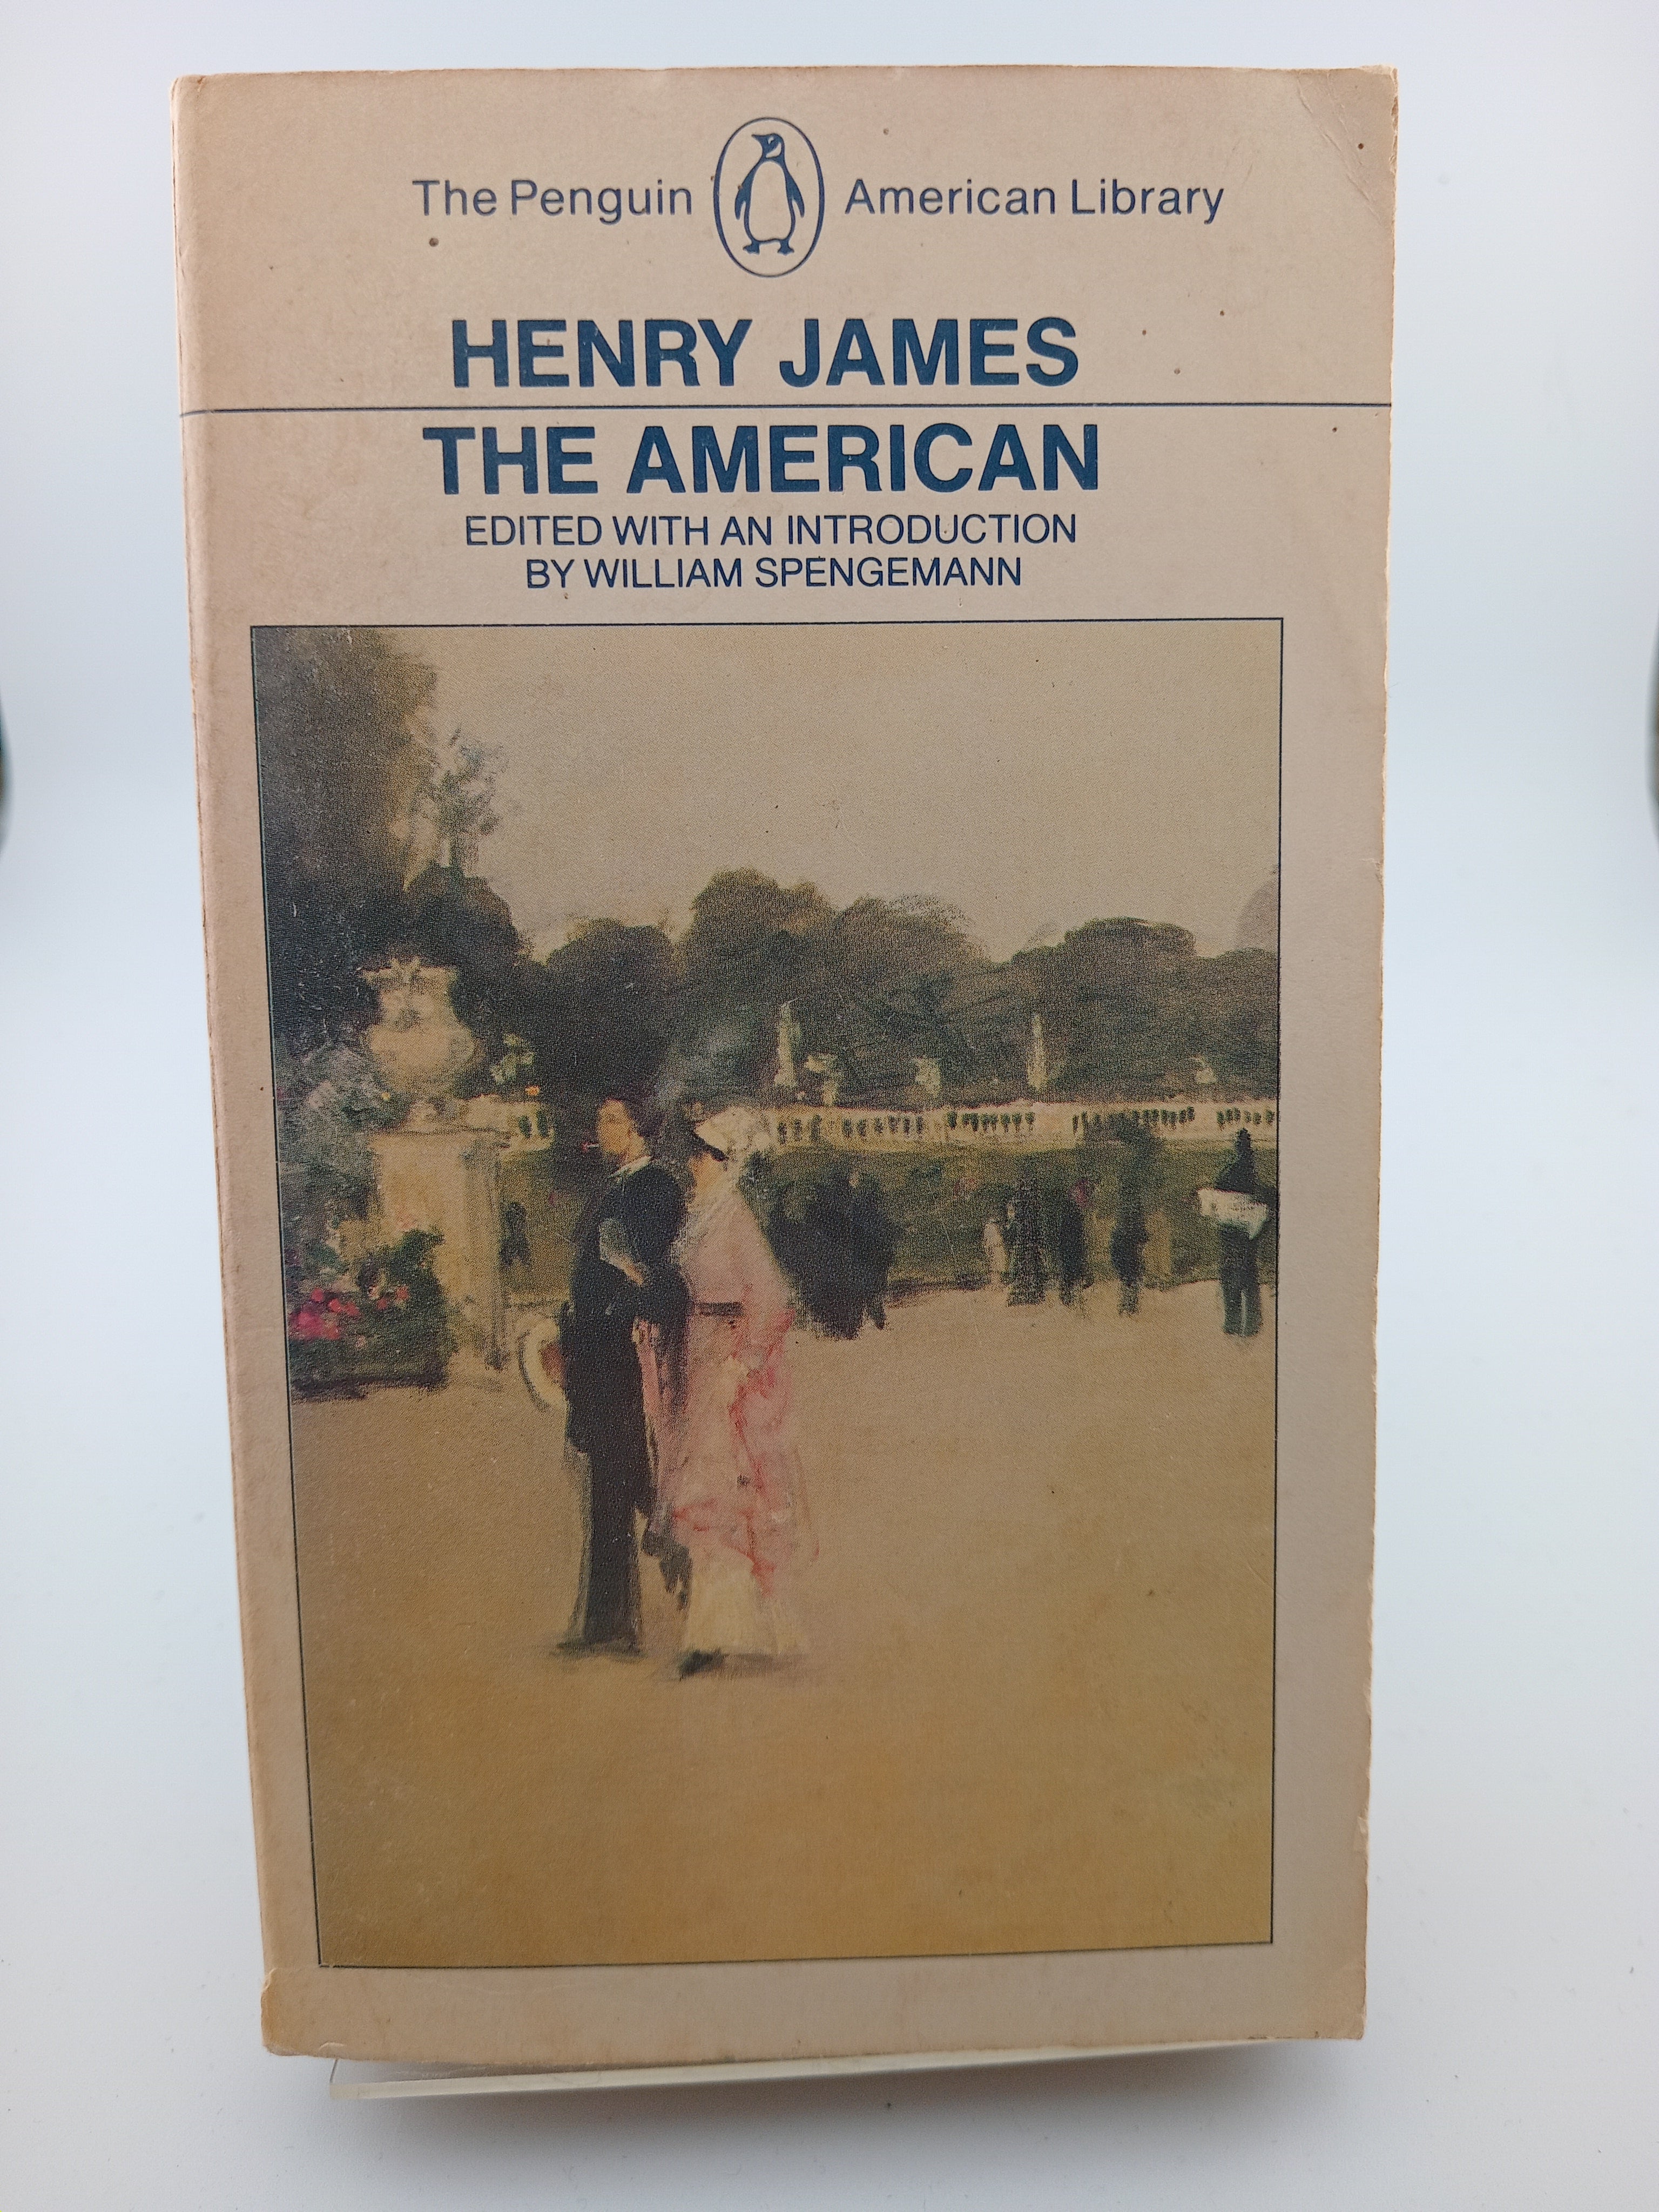 The Penguin American Library
HENRY JAMES
THE AMERICAN
EDITED WITH AN INTRODUCTION
BY WILLIAM SPENGEMANN